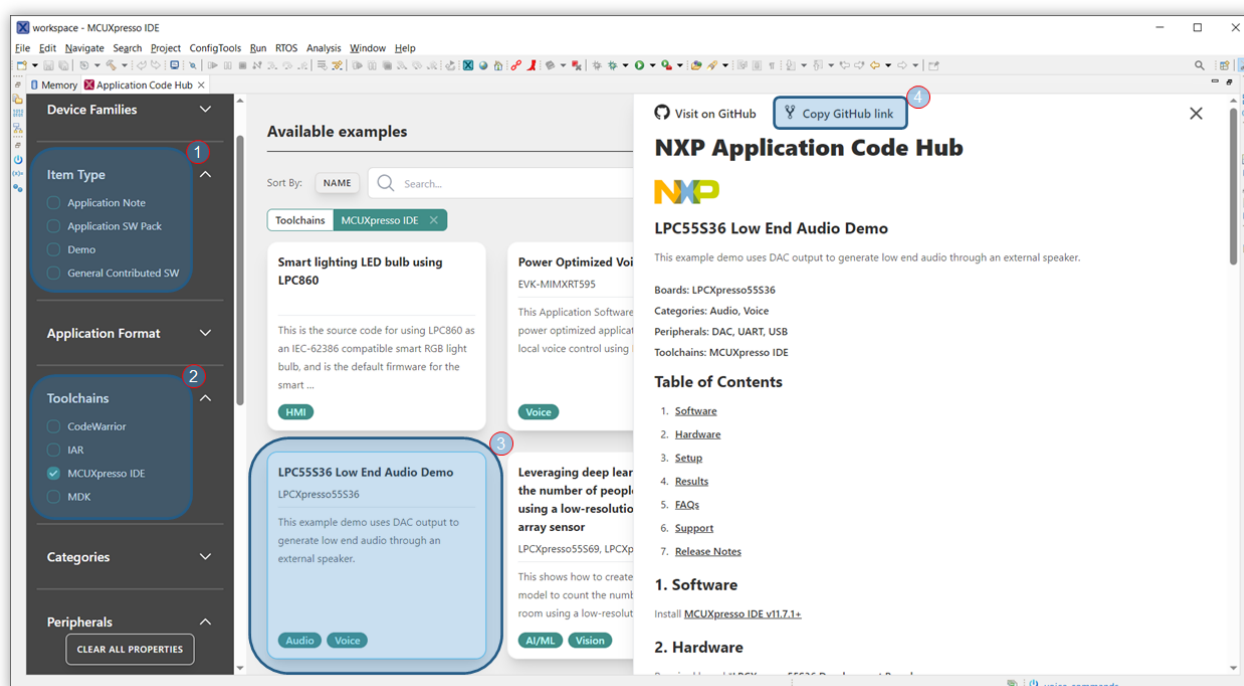 workspace - MCUXpresso IDE
File Edit Navigate Search Project ConfigTools Run RTOS Analysis Window Help
Memory Application Code Hub
Device Families
1
Item Type
Application Note
Application SW Pack
Demo
General Contributed SW
Application Format
2
Toolchains
CodeWarrior
IAR
MCUXpresso IDE
MDK
Categories
Peripherals
CLEAR ALL PROPERTIES
Available examples
Sort By: NAME Search...
Toolchains MCUXpresso IDE
Smart lighting LED bulb using
LPC860
This is the source code for using LPC860 as
an IEC-62386 compatible smart RGB light
bulb, and is the default firmware for the
smart ...
HMI
Power Optimized Voi
EVK-MIMXRT595
This Application Software
power optimized applicat
local voice control using
Voice
3
LPC55S36 Low End Audio Demo
LPCXpresso55S36
This example demo uses DAC output to
generate low end audio through an
external speaker.
Audio Voice
Leveraging deep lear
the number of people
using a low-resolutio
array sensor
LPCXpresso55S69, LPCXp
This shows how to create
model to count the numb
room using a low-resolut
AI/ML Vision
Visit on GitHub Copy GitHub link
4
NXP Application Code Hub
NXP
LPC55S36 Low End Audio Demo
This example demo uses DAC output to generate low end audio through an external speaker.
Boards: LPCXpresso55S36
Categories: Audio, Voice
Peripherals: DAC, UART, USB
Toolchains: MCUXpresso IDE
Table of Contents
1. Software
2. Hardware
3. Setup
4. Results
5. FAQs
6. Support
7. Release Notes
1. Software
Install MCUXpresso IDE v11.7.1+
2. Hardware